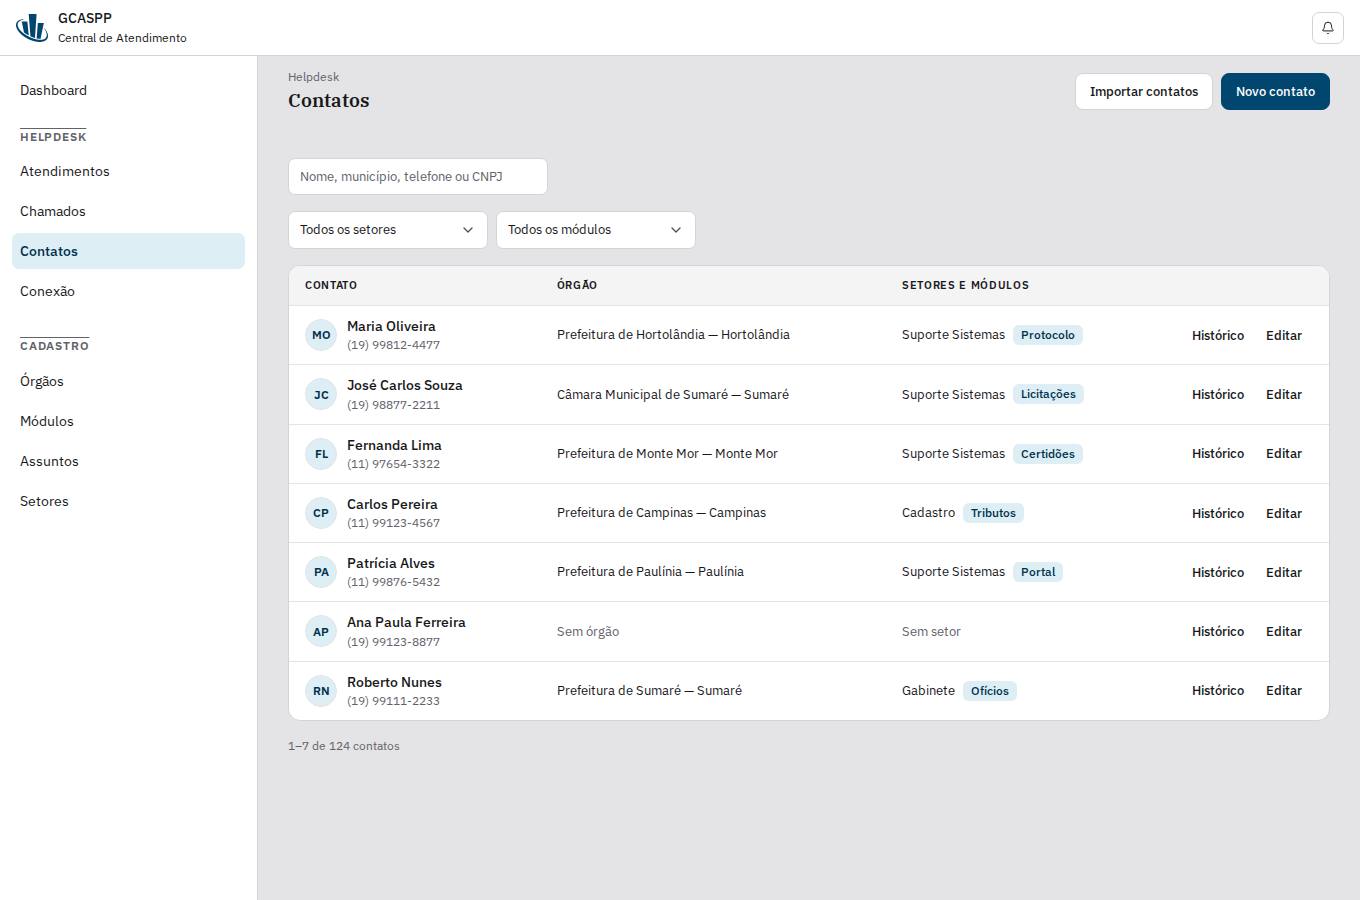 GCASPP
Central de Atendimento
Dashboard
HELPDESK
Atendimentos
Chamados
Contatos
Conexão
CADASTRO
Órgãos
Módulos
Assuntos
Setores
Helpdesk
Contatos
Importar contatos
Novo contato
Nome, município, telefone ou CNPJ
Todos os setores
Todos os módulos
CONTATO ÓRGÃO SETORES E MÓDULOS
MO Maria Oliveira
(19) 99812-4477
Prefeitura de Hortolândia — Hortolândia
Suporte Sistemas Protocolo
Histórico Editar
JC José Carlos Souza
(19) 98877-2211
Câmara Municipal de Sumaré — Sumaré
Suporte Sistemas Licitações
Histórico Editar
FL Fernanda Lima
(11) 97654-3322
Prefeitura de Monte Mor — Monte Mor
Suporte Sistemas Certidões
Histórico Editar
CP Carlos Pereira
(11) 99123-4567
Prefeitura de Campinas — Campinas
Cadastro Tributos
Histórico Editar
PA Patrícia Alves
(11) 99876-5432
Prefeitura de Paulínia — Paulínia
Suporte Sistemas Portal
Histórico Editar
AP Ana Paula Ferreira
(19) 99123-8877
Sem órgão
Sem setor
Histórico Editar
RN Roberto Nunes
(19) 99111-2233
Prefeitura de Sumaré — Sumaré
Gabinete Ofícios
Histórico Editar
1–7 de 124 contatos